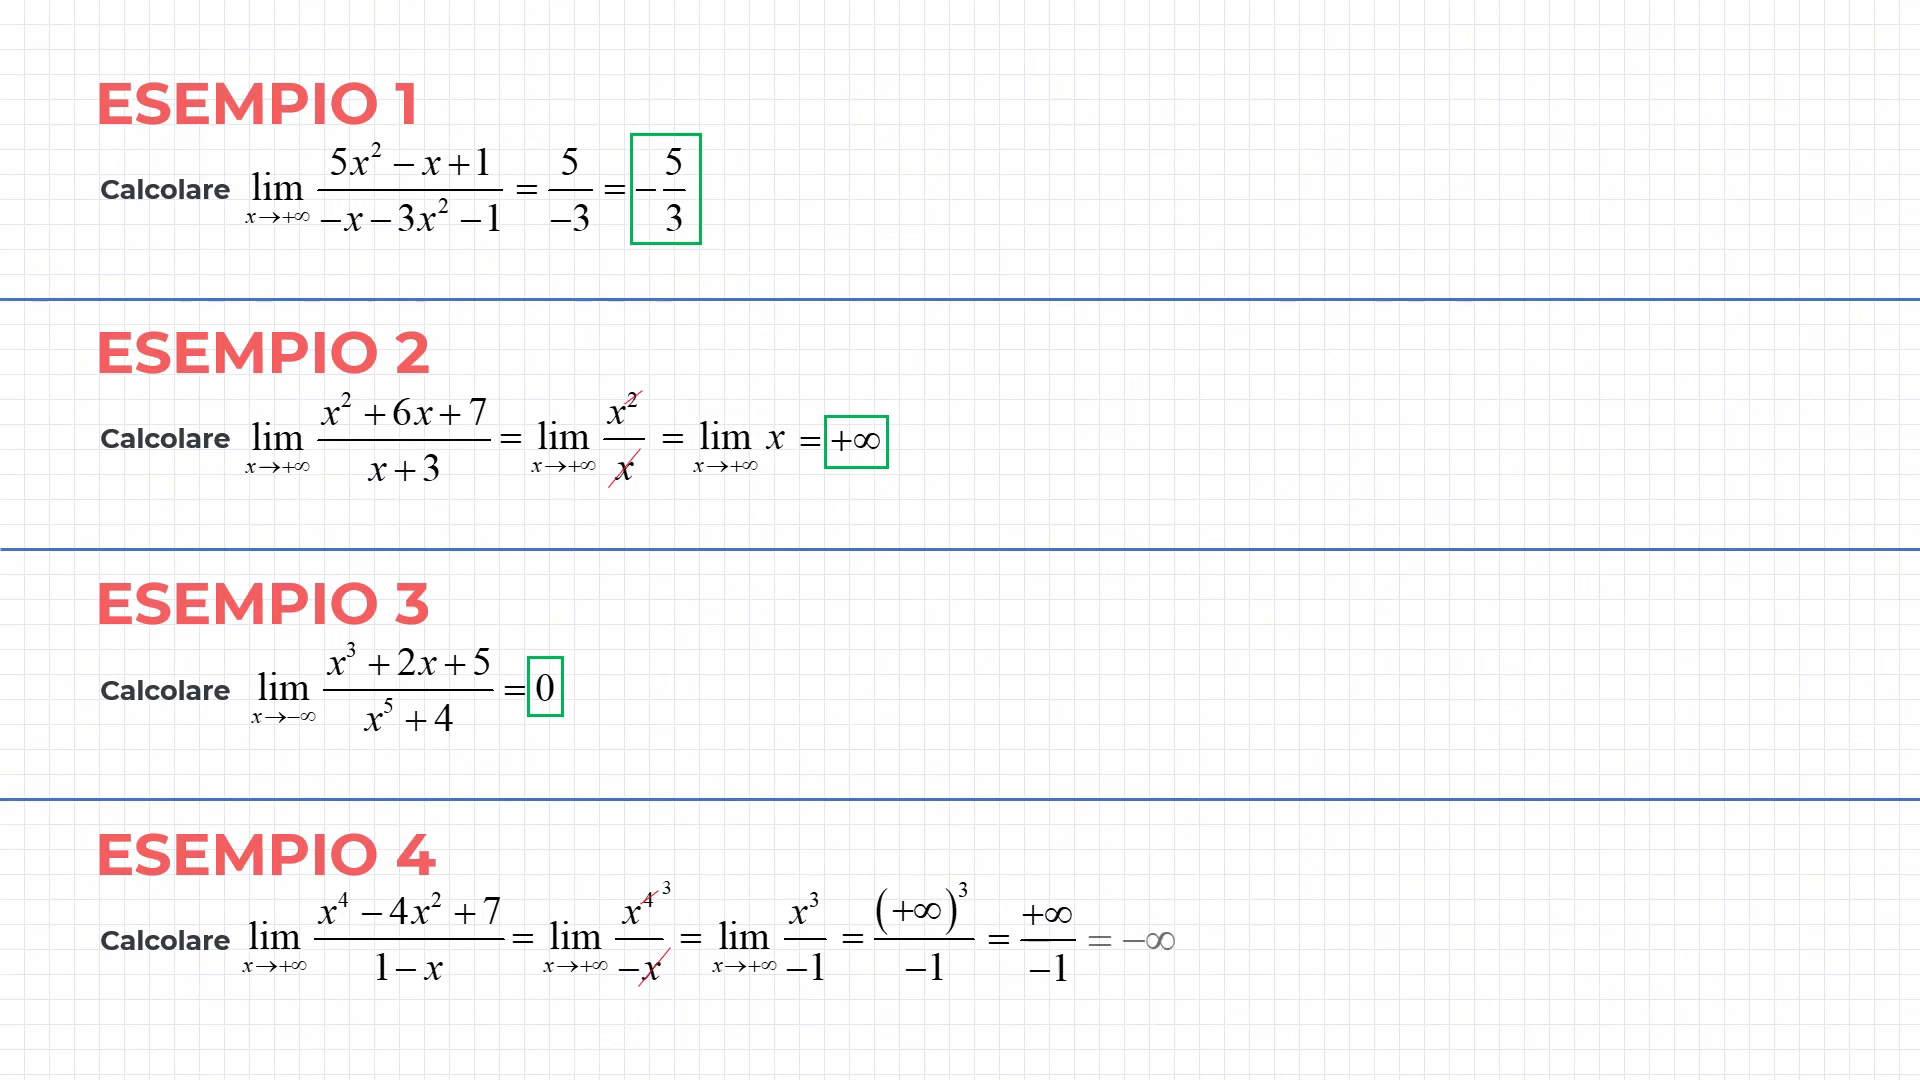 ESEMPIO 1
Calcolare lim x→+∞ (5x² − x + 1)/(−x − 3x² − 1) = 5/−3 = −5/3
ESEMPIO 2
Calcolare lim x→+∞ (x² + 6x + 7)/(x + 3) = lim x→+∞ x²/x = lim x→+∞ x = +∞
ESEMPIO 3
Calcolare lim x→−∞ (x³ + 2x + 5)/(x⁵ + 4) = 0
ESEMPIO 4
Calcolare lim x→+∞ (x⁴ − 4x² + 7)/(1 − x) = lim x→+∞ x⁴ ³/−x = lim x→+∞ x³/−1 = (+∞)³/−1 = +∞/−1 = −∞